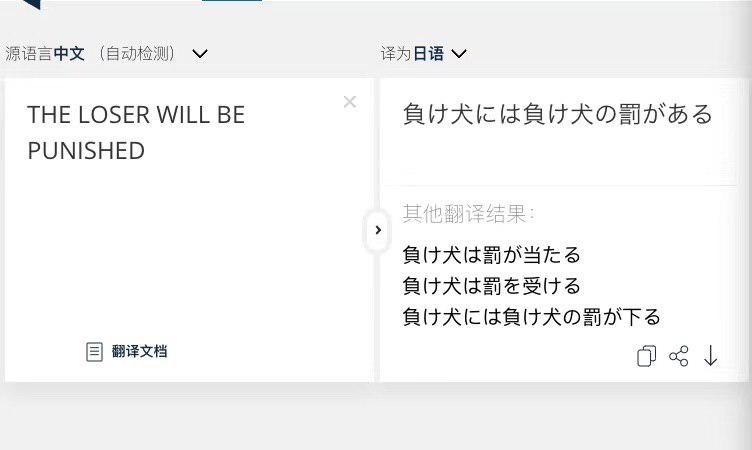 源语言中文 （自动检测）
译为日语
THE LOSER WILL BE
PUNISHED
負け犬には負け犬の罰がある
其他翻译结果：
負け犬は罰が当たる
負け犬は罰を受ける
負け犬には負け犬の罰が下る
翻译文档